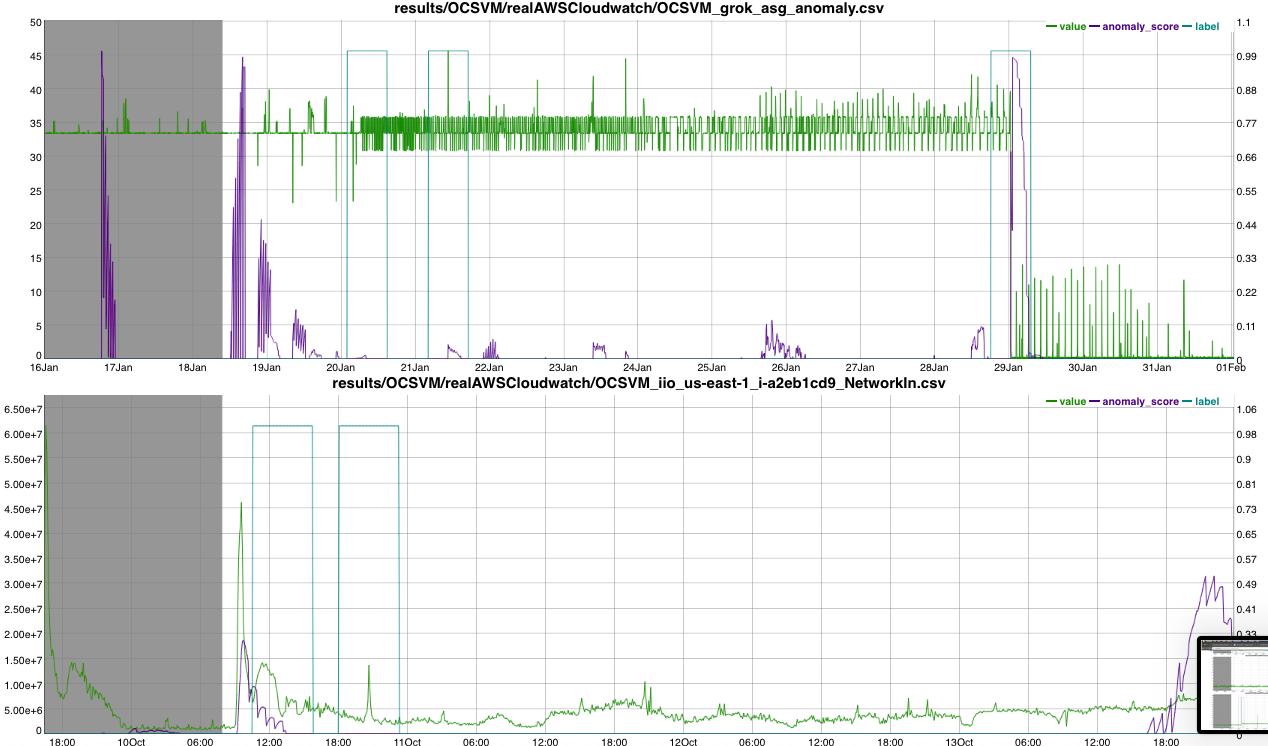 results/OCSVM/realAWSCloudwatch/OCSVM_grok_asg_anomaly.csv
value anomaly_score label
50 1.1
45 0.99
40 0.88
35 0.77
30 0.66
25 0.55
20 0.44
15 0.33
10 0.22
5 0.11
0 0
16Jan 17Jan 18Jan 19Jan 20Jan 21Jan 22Jan 23Jan 24Jan 25Jan 26Jan 27Jan 28Jan 29Jan 30Jan 31Jan 01Feb
results/OCSVM/realAWSCloudwatch/OCSVM_iio_us-east-1_i-a2eb1cd9_NetworkIn.csv
value anomaly_score label
6.50e+7 1.06
6.00e+7 0.98
5.50e+7 0.9
5.00e+7 0.81
4.50e+7 0.73
4.00e+7 0.65
3.50e+7 0.57
3.00e+7 0.49
2.50e+7 0.41
2.00e+7 0.33
1.50e+7
1.00e+7
5.00e+6
0
18:00 10Oct 06:00 12:00 18:00 11Oct 06:00 12:00 18:00 12Oct 06:00 12:00 18:00 13Oct 06:00 12:00 18:00